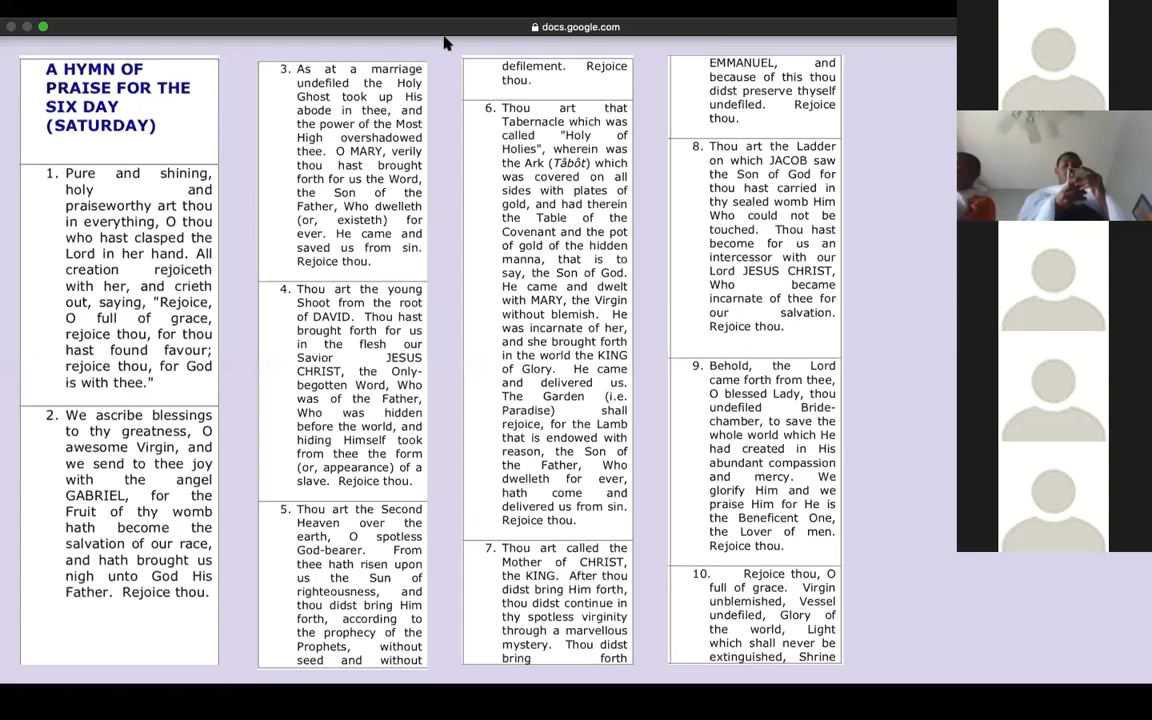 docs.google.com
A HYMN OF
PRAISE FOR THE
SIX DAY
(SATURDAY)
1. Pure and shining,
holy and
praiseworthy art thou
in everything, O thou
who hast clasped the
Lord in her hand. All
creation rejoiceth
with her, and crieth
out, saying, "Rejoice,
O full of grace,
rejoice thou, for thou
hast found favour;
rejoice thou, for God
is with thee."
2. We ascribe blessings
to thy greatness, O
awesome Virgin, and
we send to thee joy
with the angel
GABRIEL, for the
Fruit of thy womb
hath become the
salvation of our race,
and hath brought us
nigh unto God His
Father. Rejoice thou.
3. As at a marriage
undefiled the Holy
Ghost took up His
abode in thee, and
the power of the Most
High overshadowed
thee. O MARY, verily
thou hast brought
forth for us the Word,
the Son of the
Father, Who dwelleth
(or, existeth) for
ever. He came and
saved us from sin.
Rejoice thou.
4. Thou art the young
Shoot from the root
of DAVID. Thou hast
brought forth for us
in the flesh our
Savior JESUS
CHRIST, the Only-
begotten Word, Who
was of the Father,
Who was hidden
before the world, and
hiding Himself took
from thee the form
(or, appearance) of a
slave. Rejoice thou.
5. Thou art the Second
Heaven over the
earth, O spotless
God-bearer. From
thee hath risen upon
us the Sun of
righteousness, and
thou didst bring Him
forth, according to
the prophecy of the
Prophets, without
seed and without
defilement. Rejoice
thou.
6. Thou art that
Tabernacle which was
called "Holy of
Holies", wherein was
the Ark (Tâbôt) which
was covered on all
sides with plates of
gold, and had therein
the Table of the
Covenant and the pot
of gold of the hidden
manna, that is to
say, the Son of God.
He came and dwelt
with MARY, the Virgin
without blemish. He
was incarnate of her,
and she brought forth
in the world the KING
of Glory. He came
and delivered us.
The Garden (i.e.
Paradise) shall
rejoice, for the Lamb
that is endowed with
reason, the Son of
the Father, Who
dwelleth for ever,
hath come and
delivered us from sin.
Rejoice thou.
7. Thou art called the
Mother of CHRIST,
the KING. After thou
didst bring Him forth,
thou didst continue in
thy spotless virginity
through a marvellous
mystery. Thou didst
bring forth
EMMANUEL, and
because of this thou
didst preserve thyself
undefiled. Rejoice
thou.
8. Thou art the Ladder
on which JACOB saw
the Son of God for
thou hast carried in
thy sealed womb Him
Who could not be
touched. Thou hast
become for us an
intercessor with our
Lord JESUS CHRIST,
Who became
incarnate of thee for
our salvation.
Rejoice thou.
9. Behold, the Lord
came forth from thee,
O blessed Lady, thou
undefiled Bride-
chamber, to save the
whole world which He
had created in His
abundant compassion
and mercy. We
glorify Him and we
praise Him for He is
the Beneficent One,
the Lover of men.
Rejoice thou.
10. Rejoice thou, O
full of grace. Virgin
unblemished, Vessel
undefiled, Glory of
the world, Light
which shall never be
extinguished, Shrine